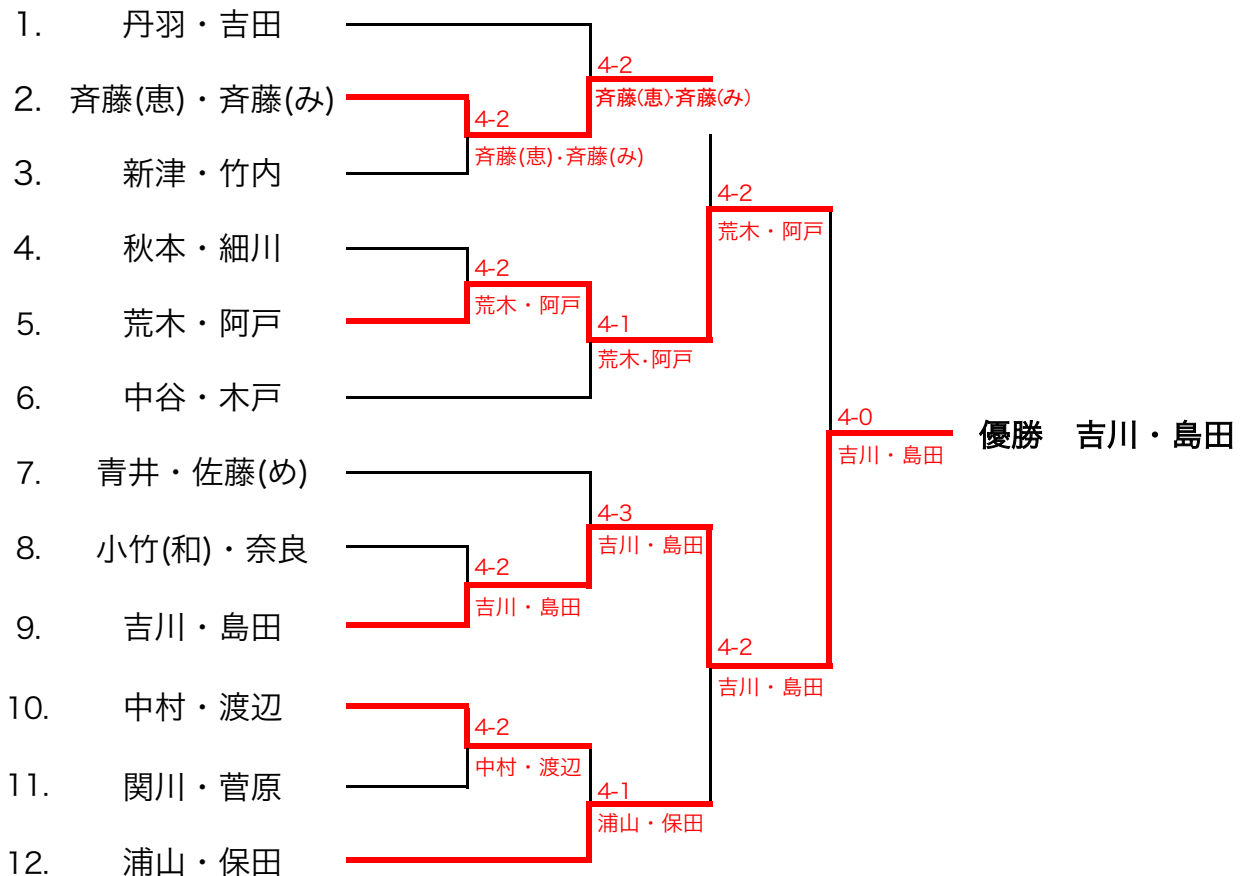 1. 丹羽・吉田
2. 斉藤(恵)・斉藤(み)
3. 新津・竹内
4. 秋本・細川
5. 荒木・阿戸
6. 中谷・木戸
7. 青井・佐藤(め)
8. 小竹(和)・奈良
9. 吉川・島田
10. 中村・渡辺
11. 関川・菅原
12. 浦山・保田
4-2
斉藤(恵)・斉藤(み)
4-2
荒木・阿戸
4-2
吉川・島田
4-2
中村・渡辺
4-2
斉藤(恵)・斉藤(み)
4-1
荒木・阿戸
4-3
吉川・島田
4-1
浦山・保田
4-2
荒木・阿戸
4-2
吉川・島田
4-0
吉川・島田
優勝　吉川・島田